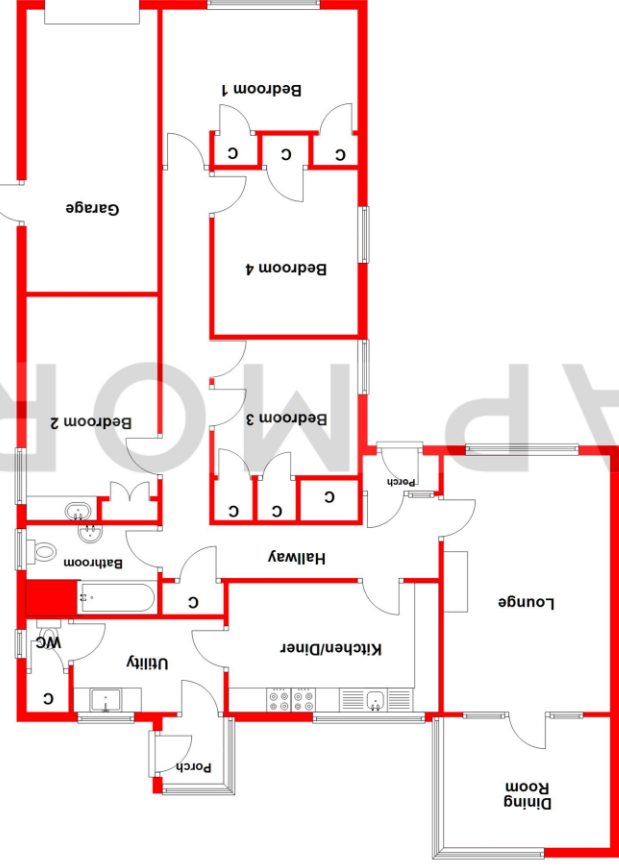 Dining
Room
Porch
C
Utility
Kitchen/Diner
WC
Lounge
C
Hallway
Bathroom
C
C
C
Porch
Bedroom 3
Bedroom 2
APMOR
Bedroom 4
Garage
C
C
C
Bedroom 1